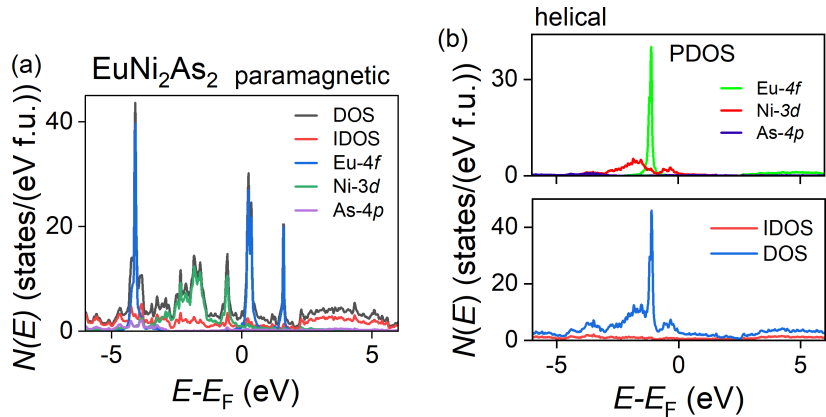 (a)
EuNi₂As₂ paramagnetic
DOS
IDOS
Eu-4f
Ni-3d
As-4p
40
20
0
-5 0 5
N(E) (states/(eV f.u.))
E-E_F (eV)
(b)
helical
PDOS
Eu-4f
Ni-3d
As-4p
30
0
IDOS
DOS
40
20
0
-5 0 5
N(E) (states/(eV f.u.))
E-E_F (eV)